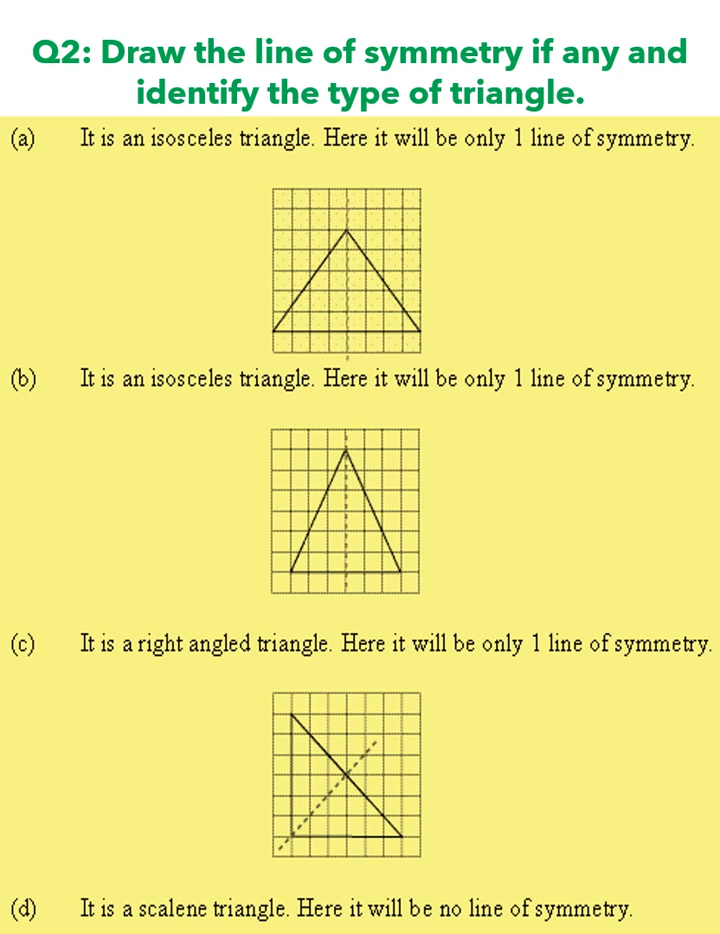 Q2: Draw the line of symmetry if any and
identify the type of triangle.
(a) It is an isosceles triangle. Here it will be only 1 line of symmetry.
(b) It is an isosceles triangle. Here it will be only 1 line of symmetry.
(c) It is a right angled triangle. Here it will be only 1 line of symmetry.
(d) It is a scalene triangle. Here it will be no line of symmetry.